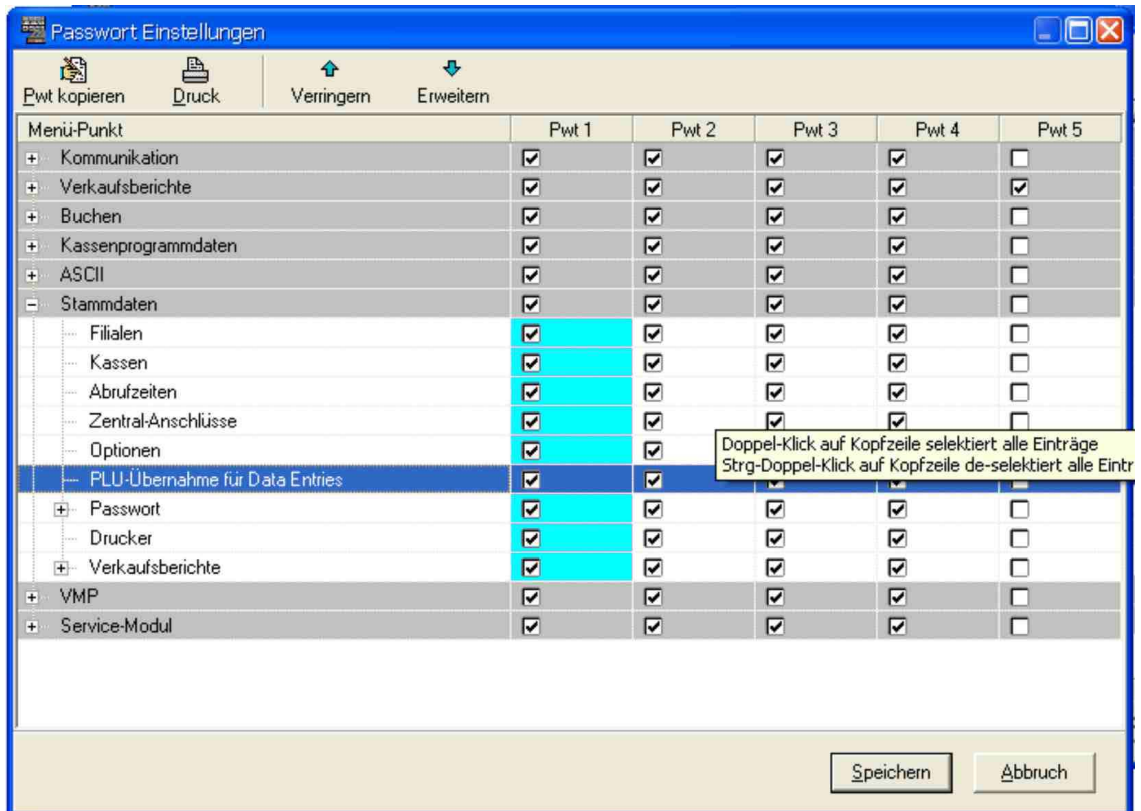 Passwort Einstellungen
Pwt kopieren Druck Verringern Erweitern
Menü-Punkt Pwt 1 Pwt 2 Pwt 3 Pwt 4 Pwt 5
Kommunikation
Verkaufsberichte
Buchen
Kassenprogrammdaten
ASCII
Stammdaten
Filialen
Kassen
Abrufzeiten
Zentral-Anschlüsse
Optionen
Doppel-Klick auf Kopfzeile selektiert alle Einträge
Strg-Doppel-Klick auf Kopfzeile de-selektiert alle Eintr
PLU-Übernahme für Data Entries
Passwort
Drucker
Verkaufsberichte
VMP
Service-Modul
Speichern Abbruch